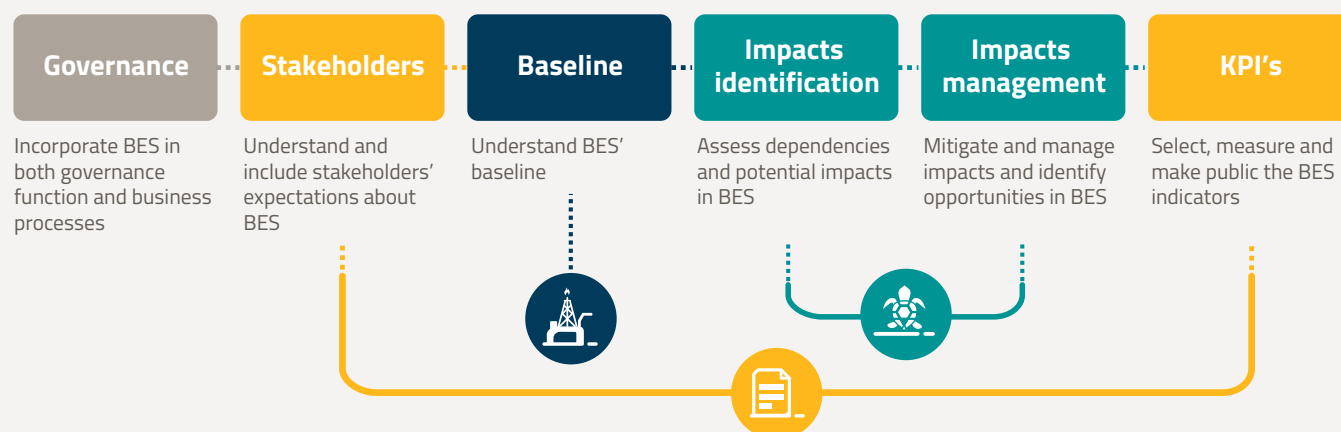 Governance
Incorporate BES in
both governance
function and business
processes
Stakeholders
Understand and
include stakeholders’
expectations about
BES
Baseline
Understand BES’
baseline
Impacts
identification
Assess dependencies
and potential impacts
in BES
Impacts
management
Mitigate and manage
impacts and identify
opportunities in BES
KPI’s
Select, measure and
make public the BES
indicators